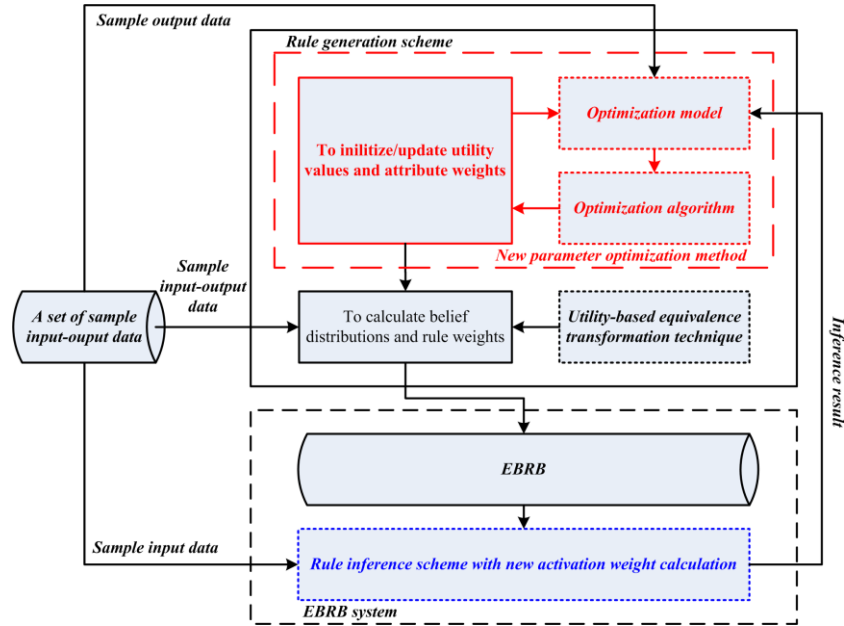 Sample output data
Rule generation scheme
To inilitize/update utility
values and attribute weights
Optimization model
Optimization algorithm
New parameter optimization method
Sample
input-output
data
A set of sample
input-ouput data
To calculate belief
distributions and rule weights
Utility-based equivalence
transformation technique
Inference result
EBRB
Sample input data
Rule inference scheme with new activation weight calculation
EBRB system